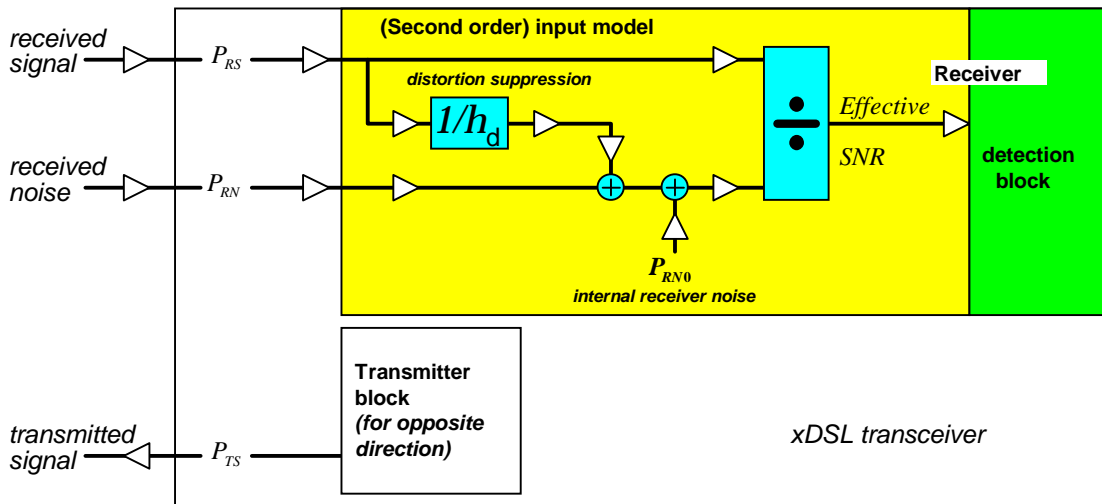 received
signal
P_RS
(Second order) input model
distortion suppression
1/h_d
Effective
SNR
Receiver
detection
block
received
noise
P_RN
+
+
÷
P_RN0
internal receiver noise
Transmitter
block
(for opposite
direction)
transmitted
signal
P_TS
xDSL transceiver